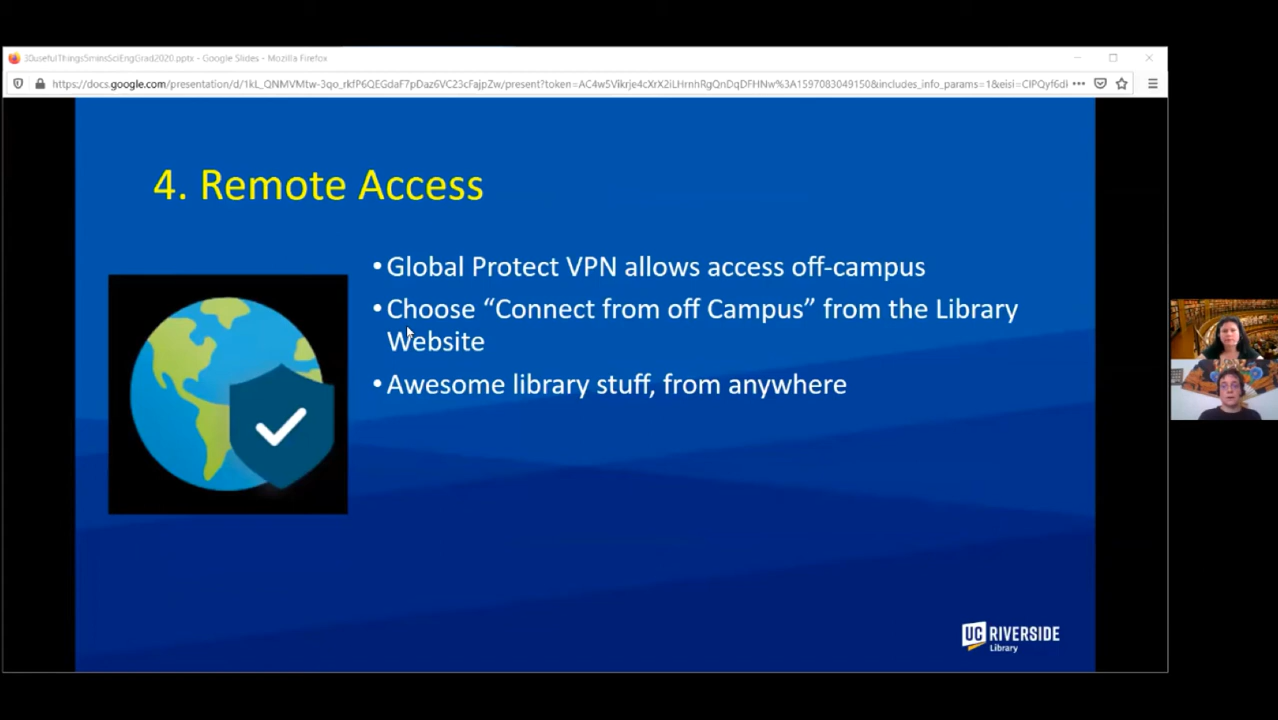 30usefulThings5minsSciEngGrad2020.pptx - Google Slides - Mozilla Firefox
4. Remote Access
• Global Protect VPN allows access off-campus
• Choose “Connect from off Campus” from the Library
Website
• Awesome library stuff, from anywhere
UC RIVERSIDE
Library